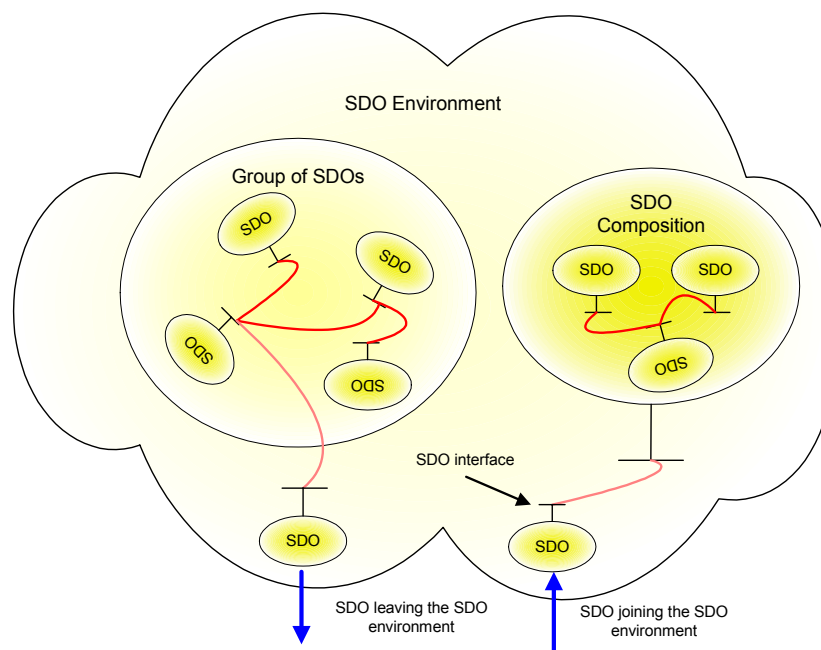 SDO Environment
Group of SDOs
SDO
SDO
SDO
SDO
SDO
Composition
SDO
SDO
SDO
SDO interface
SDO
SDO
SDO leaving the SDO
environment
SDO joining the SDO
environment